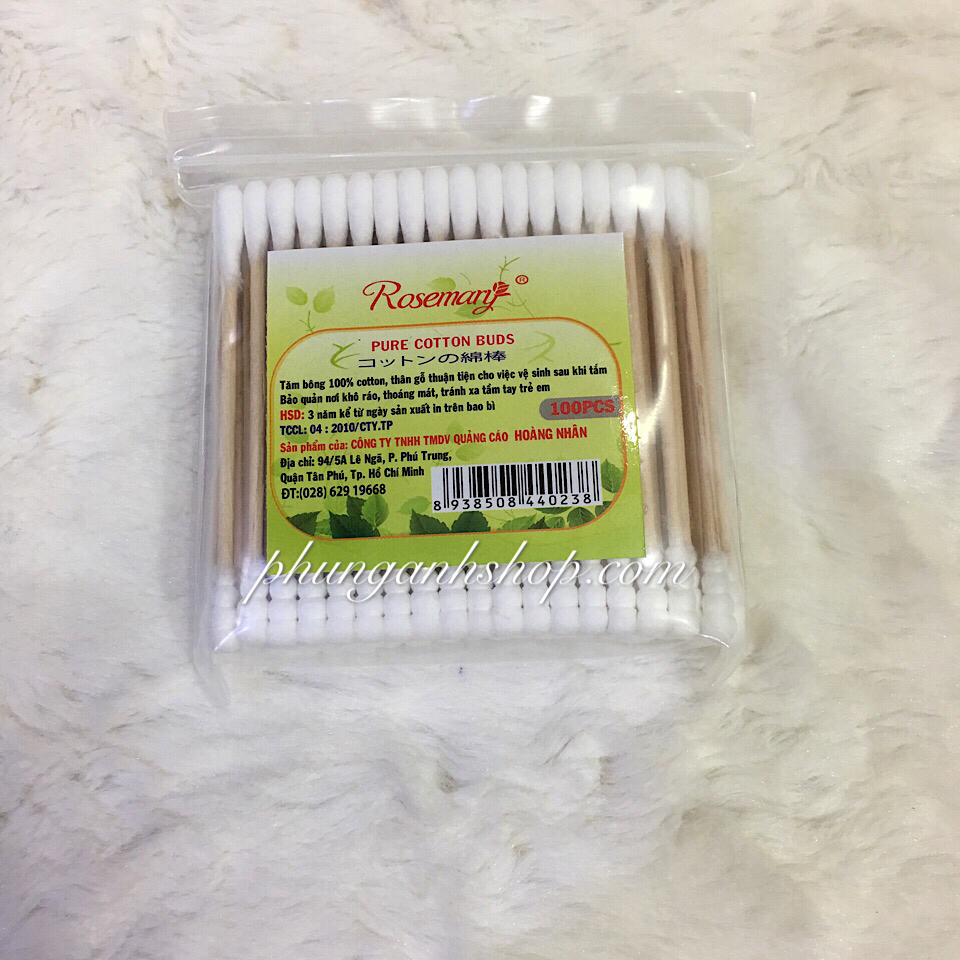 Rosemary ®
PURE COTTON BUDS
コットンの綿棒
Tăm bông 100% cotton, thân gỗ thuận tiện cho việc vệ sinh sau khi tắm
Bảo quản nơi khô ráo, thoáng mát, tránh xa tầm tay trẻ em
HSD: 3 năm kể từ ngày sản xuất in trên bao bì
100PCS
TCCL: 04 : 2010/CTY.TP
Sản phẩm của: CÔNG TY TNHH TMDV QUẢNG CÁO HOÀNG NHÂN
Địa chỉ: 94/5A Lê Ngã, P. Phú Trung,
Quận Tân Phú, Tp. Hồ Chí Minh
ĐT:(028) 629 19668
8 938508 440238
phunganhshop.com